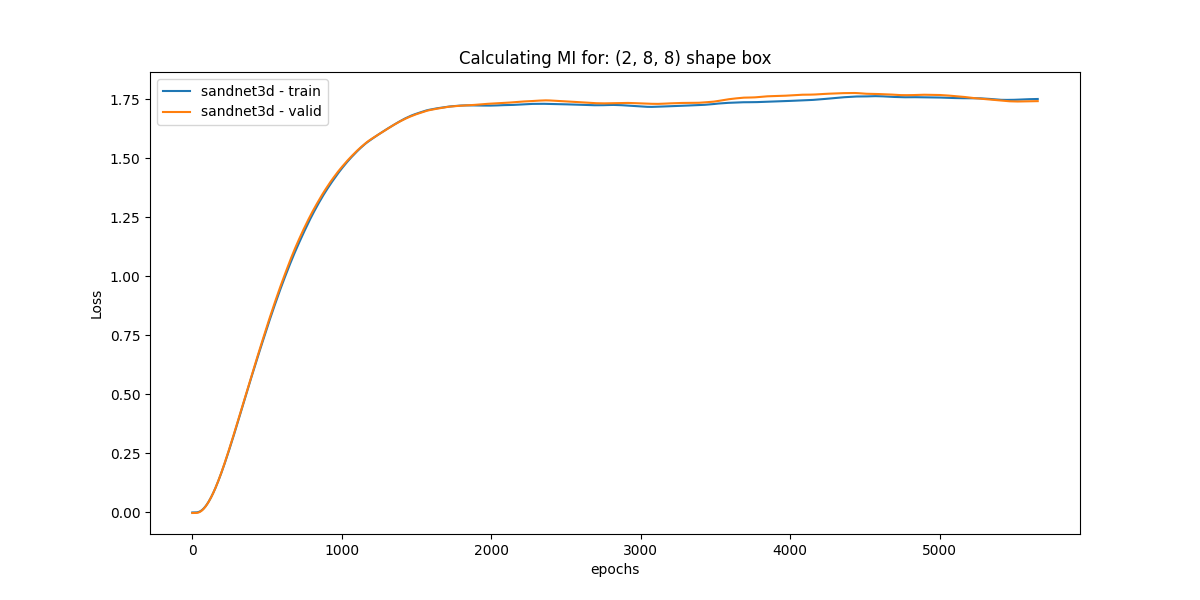 Calculating MI for: (2, 8, 8) shape box
sandnet3d - train
sandnet3d - valid
1.75
1.50
1.25
1.00
0.75
0.50
0.25
0.00
Loss
0 1000 2000 3000 4000 5000
epochs